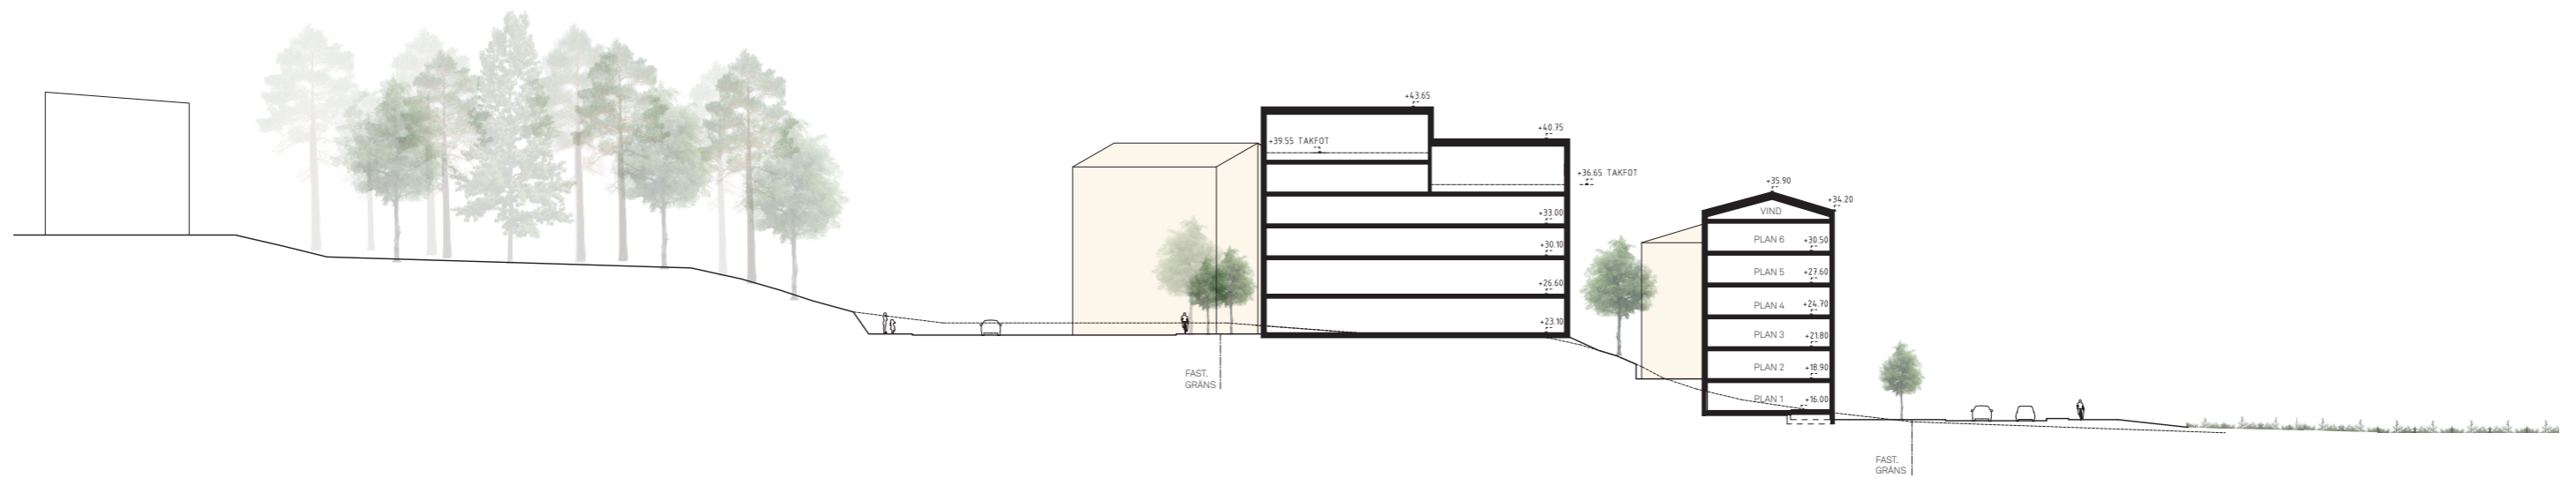 +43.65
+39.55 TAKFOT
+40.75
+36.65 TAKFOT
+33.00
+30.10
+26.60
+23.10
FAST.
GRÄNS
+35.90
+34.20
VIND
PLAN 6 +30.50
PLAN 5 +27.60
PLAN 4 +24.70
PLAN 3 +21.80
PLAN 2 +18.90
PLAN 1 +16.00
FAST.
GRÄNS